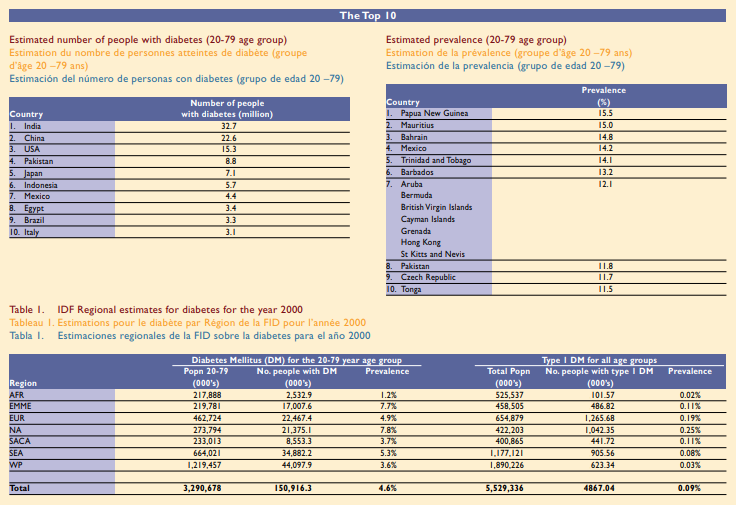 The Top 10
Estimated number of people with diabetes (20-79 age group)
Estimation du nombre de personnes atteintes de diabète (groupe
d'âge 20 –79 ans)
Estimación del número de personas con diabetes (grupo de edad 20 –79)
Country Number of people
with diabetes (million)
1. India 32.7
2. China 22.6
3. USA 15.3
4. Pakistan 8.8
5. Japan 7.1
6. Indonesia 5.7
7. Mexico 4.4
8. Egypt 3.4
9. Brazil 3.3
10. Italy 3.1
Estimated prevalence (20-79 age group)
Estimation de la prévalence (groupe d'âge 20 –79 ans)
Estimación de la prevalencia (grupo de edad 20 –79)
Country Prevalence
(%)
1. Papua New Guinea 15.5
2. Mauritius 15.0
3. Bahrain 14.8
4. Mexico 14.2
5. Trinidad and Tobago 14.1
6. Barbados 13.2
7. Aruba 12.1
Bermuda
British Virgin Islands
Cayman Islands
Grenada
Hong Kong
St Kitts and Nevis
8. Pakistan 11.8
9. Czech Republic 11.7
10. Tonga 11.5
Table 1. IDF Regional estimates for diabetes for the year 2000
Tableau 1. Estimations pour le diabète par Région de la FID pour l'année 2000
Tabla 1. Estimaciones regionales de la FID sobre la diabetes para el año 2000
Diabetes Mellitus (DM) for the 20-79 year age group Type 1 DM for all age groups
Popn 20-79 No. people with DM Prevalence Total Popn No. people with type 1 DM Prevalence
Region (000's) (000's) (000's) (000's)
AFR 217,888 2,532.9 1.2% 525,537 101.57 0.02%
EMME 219,781 17,007.6 7.7% 458,505 486.82 0.11%
EUR 462,724 22,467.4 4.9% 654,879 1,265.68 0.19%
NA 273,794 21,375.1 7.8% 422,203 1,042.35 0.25%
SACA 233,013 8,553.3 3.7% 400,865 441.72 0.11%
SEA 664,021 34,882.2 5.3% 1,177,121 905.56 0.08%
WP 1,219,457 44,097.9 3.6% 1,890,226 623.34 0.03%
Total 3,290,678 150,916.3 4.6% 5,529,336 4867.04 0.09%